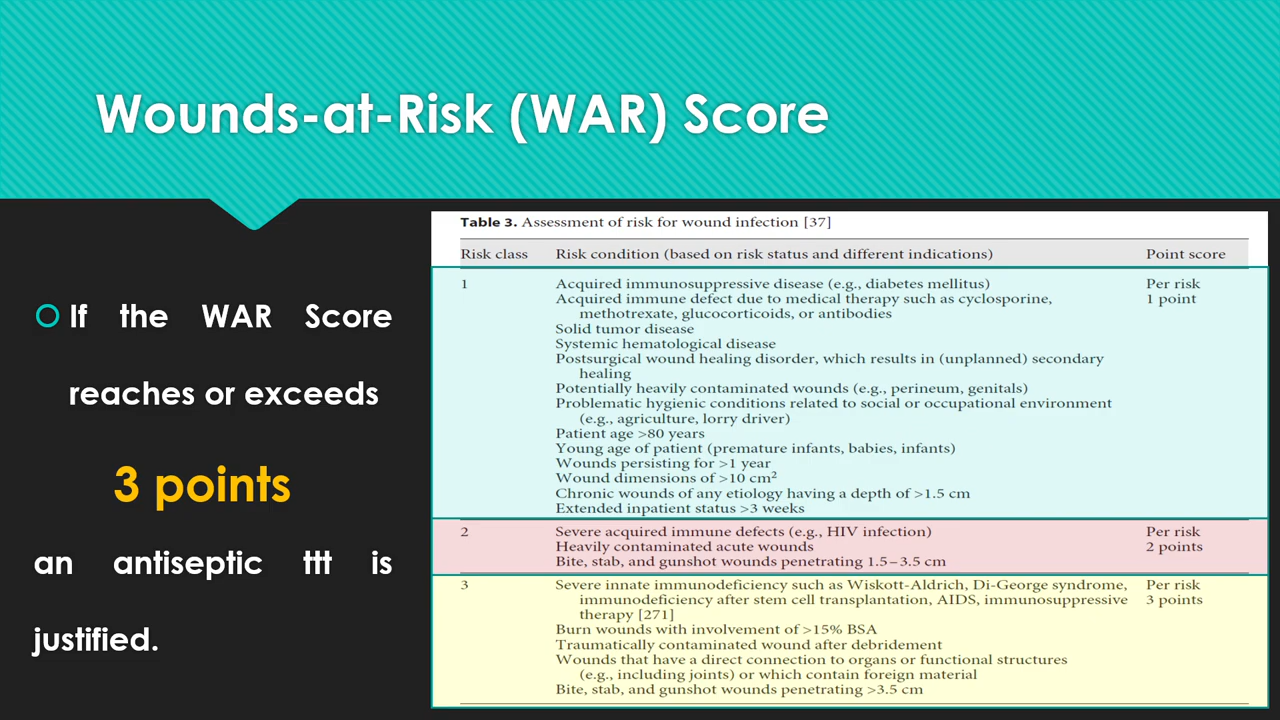 Wounds-at-Risk (WAR) Score
If the WAR Score
reaches or exceeds
3 points
an antiseptic ttt is
justified.
Table 3. Assessment of risk for wound infection [37]
Risk class Risk condition (based on risk status and different indications) Point score
1 Acquired immunosuppressive disease (e.g., diabetes mellitus) Per risk
Acquired immune defect due to medical therapy such as cyclosporine, 1 point
methotrexate, glucocorticoids, or antibodies
Solid tumor disease
Systemic hematological disease
Postsurgical wound healing disorder, which results in (unplanned) secondary
healing
Potentially heavily contaminated wounds (e.g., perineum, genitals)
Problematic hygienic conditions related to social or occupational environment
(e.g., agriculture, lorry driver)
Patient age >80 years
Young age of patient (premature infants, babies, infants)
Wounds persisting for >1 year
Wound dimensions of >10 cm²
Chronic wounds of any etiology having a depth of >1.5 cm
Extended inpatient status >3 weeks
2 Severe acquired immune defects (e.g., HIV infection) Per risk
Heavily contaminated acute wounds 2 points
Bite, stab, and gunshot wounds penetrating 1.5–3.5 cm
3 Severe innate immunodeficiency such as Wiskott-Aldrich, Di-George syndrome, Per risk
immunodeficiency after stem cell transplantation, AIDS, immunosuppressive 3 points
therapy [271]
Burn wounds with involvement of >15% BSA
Traumatically contaminated wound after debridement
Wounds that have a direct connection to organs or functional structures
(e.g., including joints) or which contain foreign material
Bite, stab, and gunshot wounds penetrating >3.5 cm